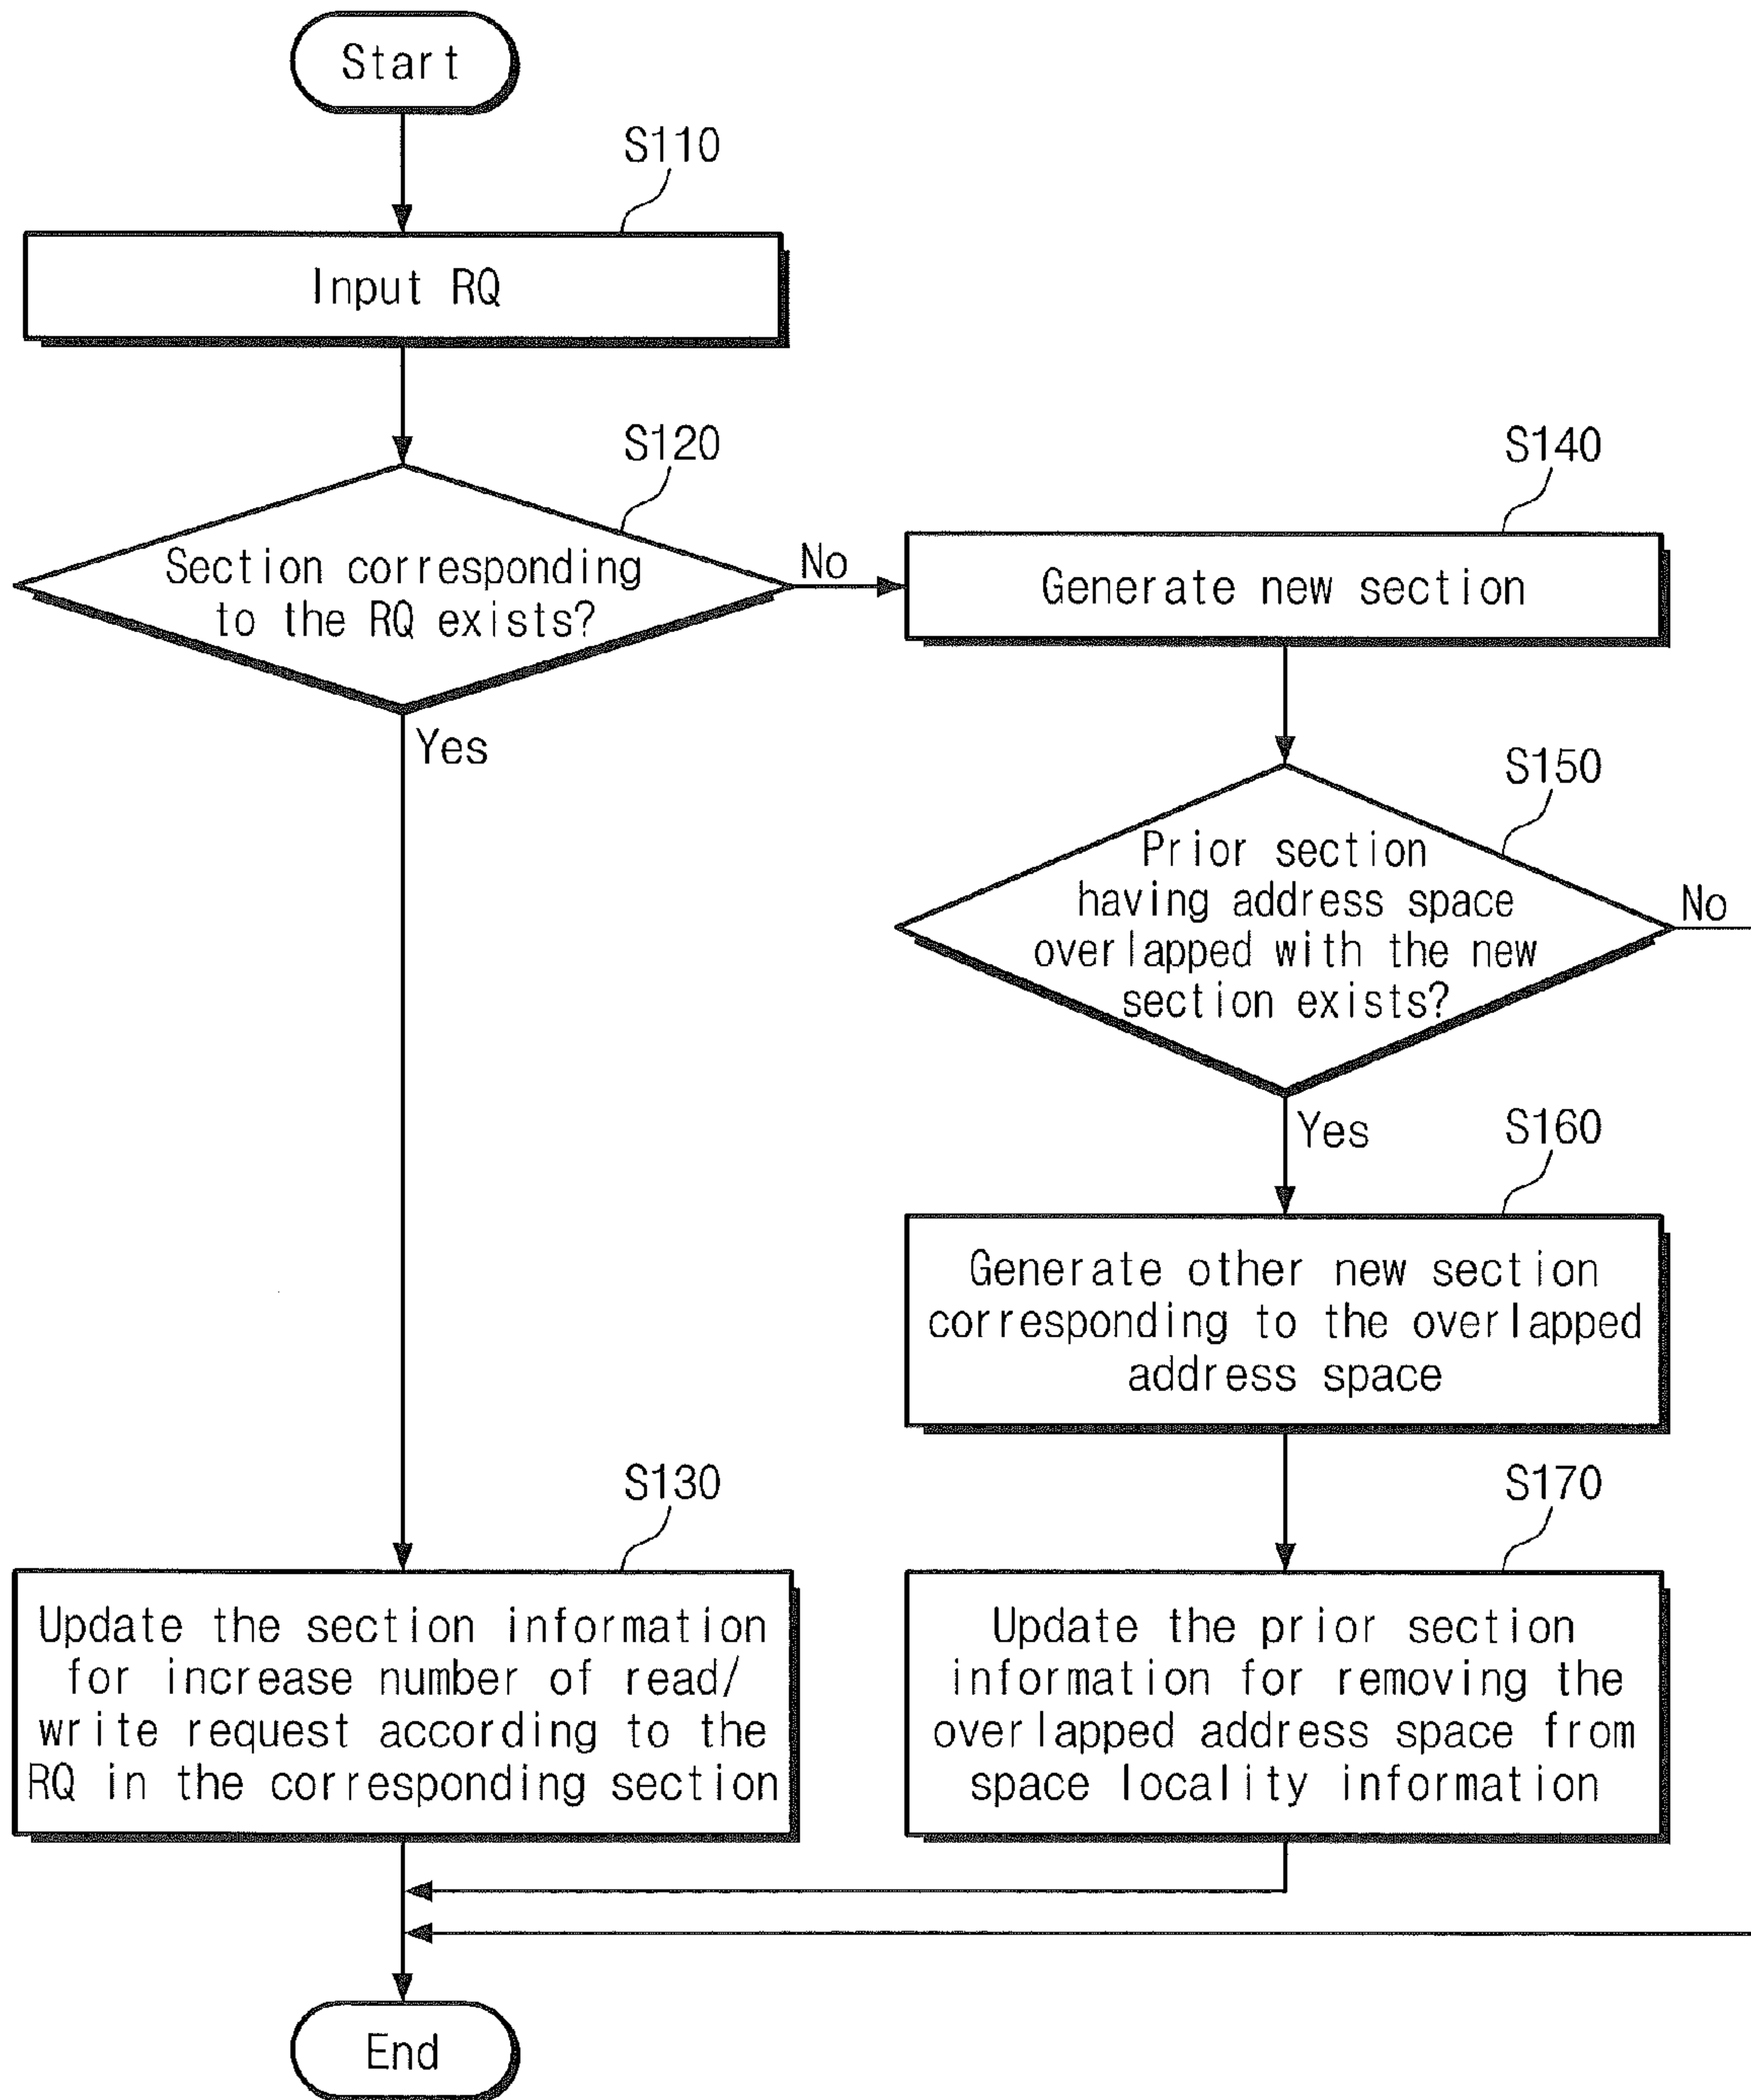 Start
S110
Input RQ
S120
Section corresponding
to the RQ exists?
No
Yes
S140
Generate new section
S150
Prior section
having address space
overlapped with the new
section exists?
No
Yes
S160
Generate other new section
corresponding to the overlapped
address space
S130
Update the section information
for increase number of read/
write request according to the
RQ in the corresponding section
S170
Update the prior section
information for removing the
overlapped address space from
space locality information
End